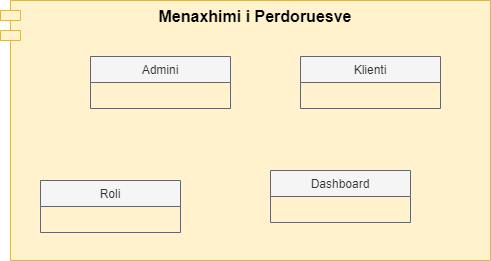 Menaxhimi i Perdoruesve
Admini
Klienti
Roli
Dashboard